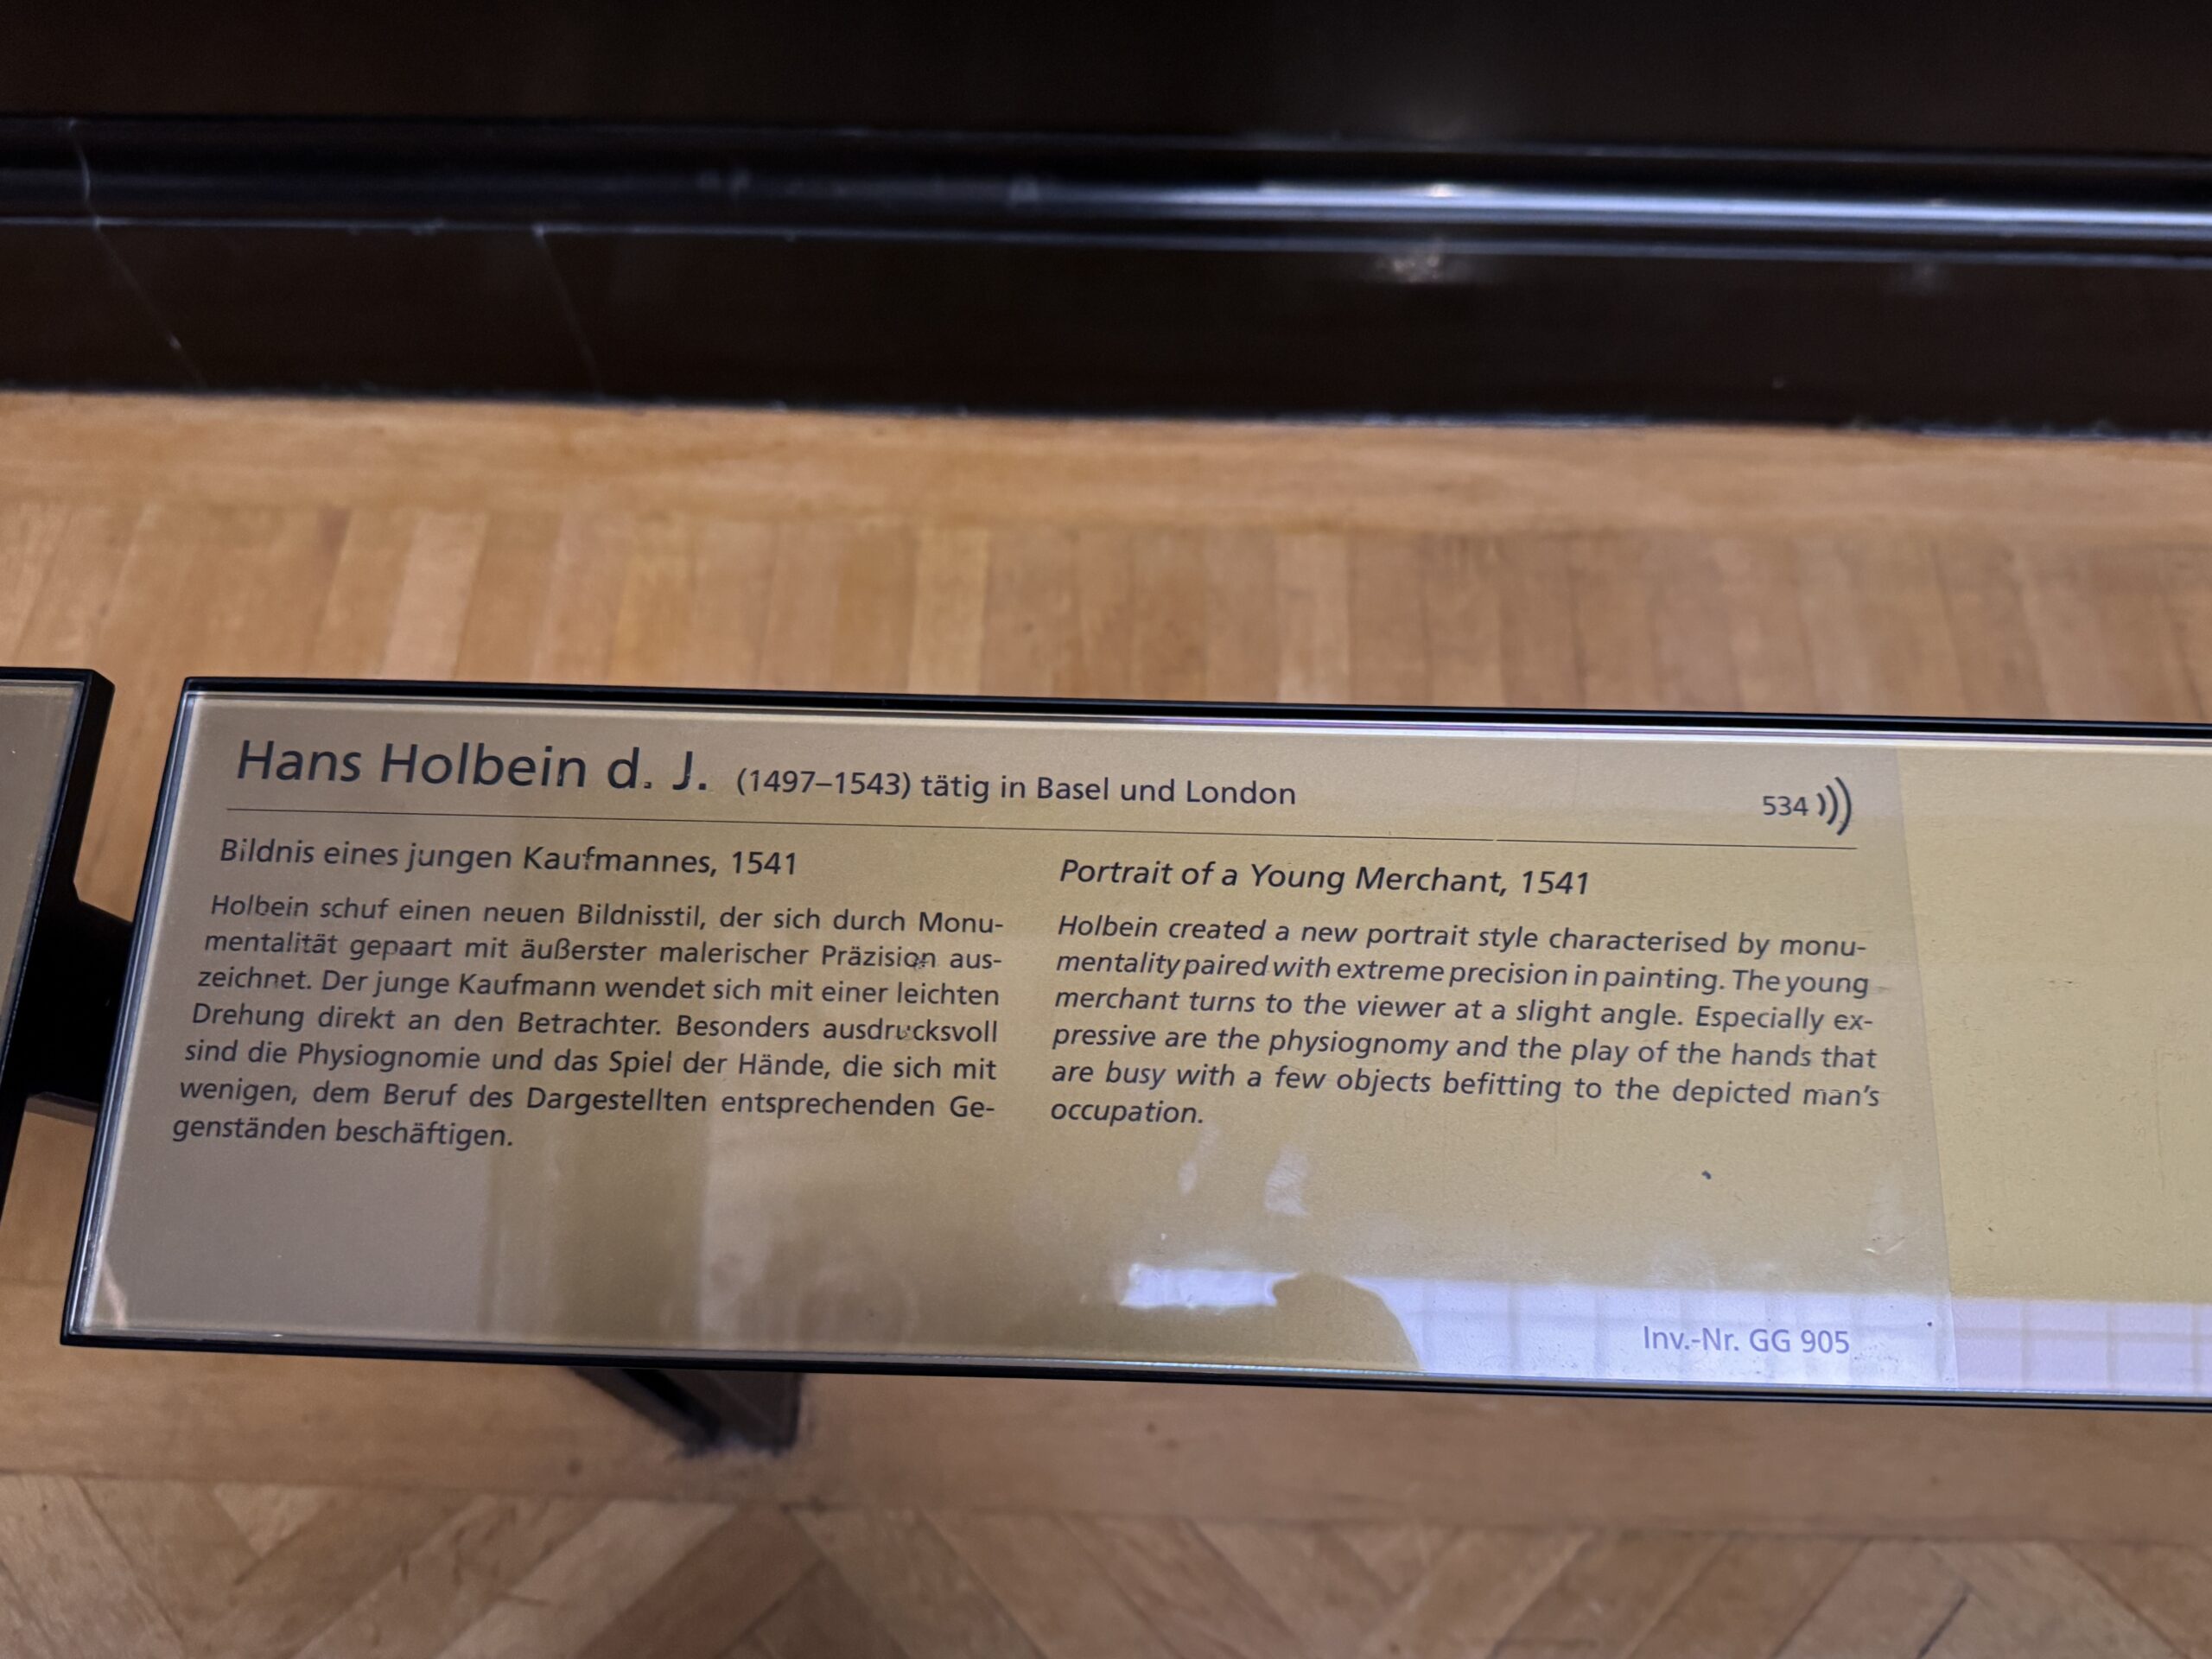 Hans Holbein d. J. (1497–1543) tätig in Basel und London
534
Bildnis eines jungen Kaufmannes, 1541
Holbein schuf einen neuen Bildnisstil, der sich durch Monu-
mentalität gepaart mit äußerster malerischer Präzision aus-
zeichnet. Der junge Kaufmann wendet sich mit einer leichten
Drehung direkt an den Betrachter. Besonders ausdrucksvoll
sind die Physiognomie und das Spiel der Hände, die sich mit
wenigen, dem Beruf des Dargestellten entsprechenden Ge-
genständen beschäftigen.
Portrait of a Young Merchant, 1541
Holbein created a new portrait style characterised by monu-
mentality paired with extreme precision in painting. The young
merchant turns to the viewer at a slight angle. Especially ex-
pressive are the physiognomy and the play of the hands that
are busy with a few objects befitting to the depicted man's
occupation.
Inv.-Nr. GG 905